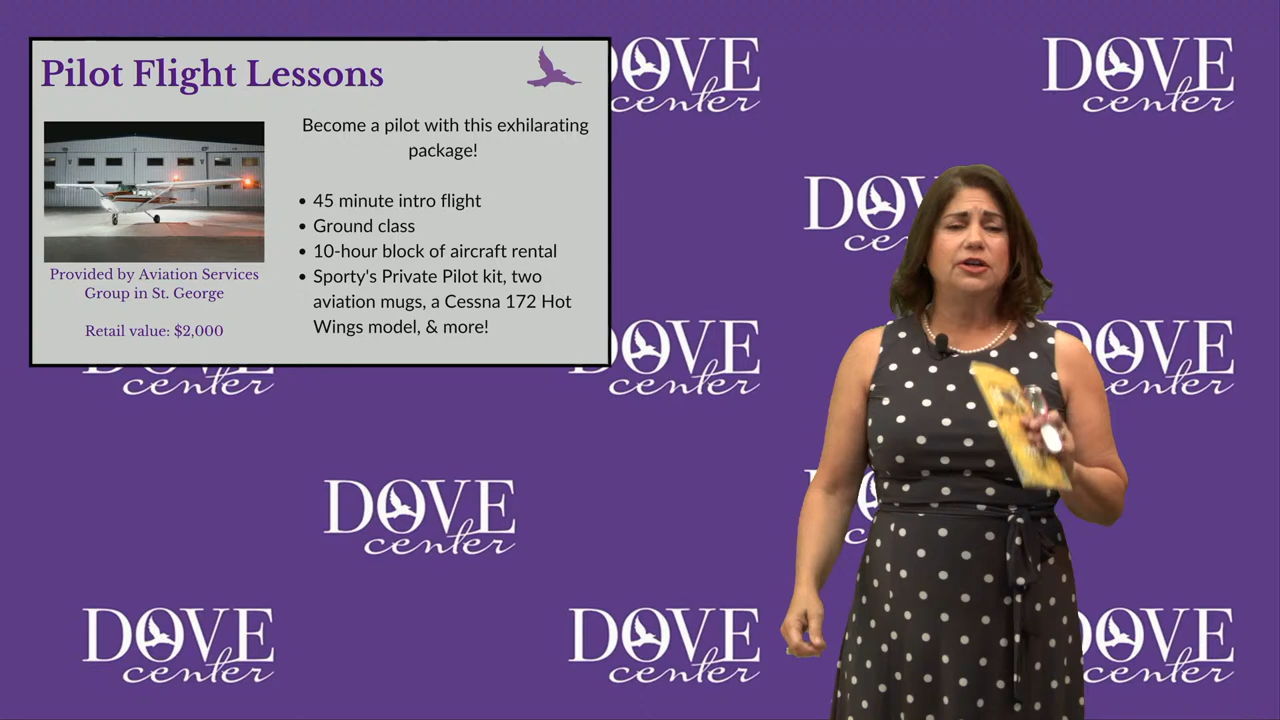 Pilot Flight Lessons
Become a pilot with this exhilarating
package!
• 45 minute intro flight
• Ground class
• 10-hour block of aircraft rental
• Sporty's Private Pilot kit, two
aviation mugs, a Cessna 172 Hot
Wings model, & more!
Provided by Aviation Services
Group in St. George
Retail value: $2,000
DOVE
center
DOVE
center
DOVE
ce
center
DOVE
center
DOVE
center
DOVE
center
DOVE
center
DOVE
center
DOVE
center